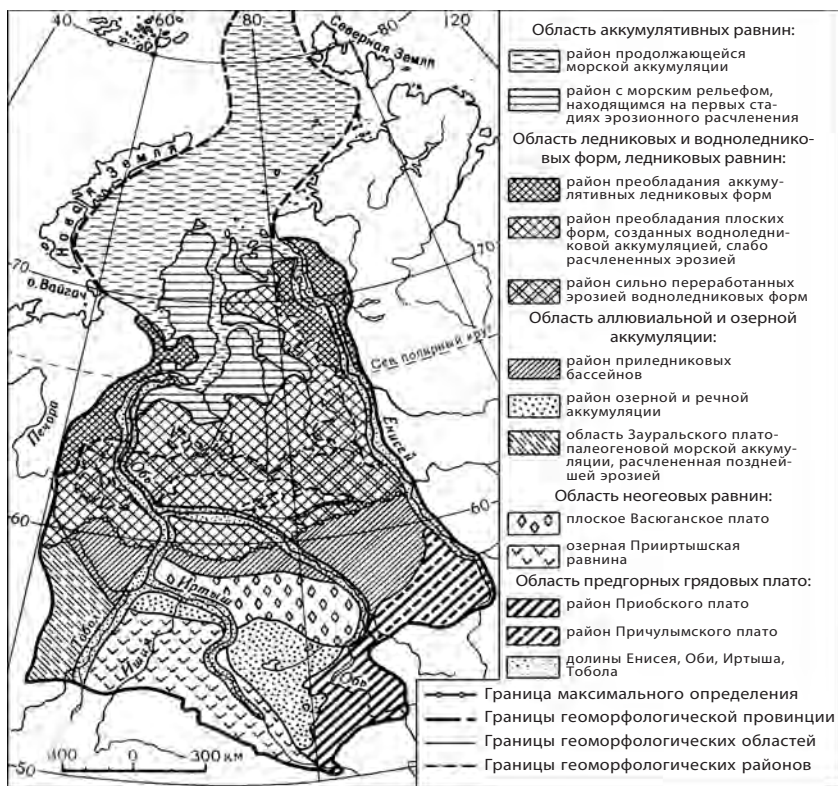 40
60
80
100
120
Северная Земля
Новая Земля
70
о. Вайгач
70
Сев. полярный круг
Печора
Обь
Енисей
60
60
Иртыш
Тобол
Ишим
Обь
100 0 300 км
50
50
Область аккумулятивных равнин:
район продолжающейся
морской аккумуляции
район с морским рельефом,
находящимся на первых ста-
диях эрозионного расчленения
Область ледниковых и водноледнико-
вых форм, ледниковых равнин:
район преобладания аккуму-
лятивных ледниковых форм
район преобладания плоских
форм, созданных водноледни-
ковой аккумуляцией, слабо
расчлененных эрозией
район сильно переработанных
эрозией водноледниковых форм
Область аллювиальной и озерной
аккумуляции:
район приледниковых
бассейнов
район озерной и речной
аккумуляции
область Зауральского плато-
палеогеновой морской аккуму-
ляции, расчлененная поздней-
шей эрозией
Область неогеовых равнин:
плоское Васюганское плато
озерная Прииртышская
равнина
Область предгорных грядовых плато:
район Приобского плато
район Причулымского плато
долины Енисея, Оби, Иртыша,
Тобола
Граница максимального определения
Границы геоморфологической провинции
Границы геоморфологических областей
Границы геоморфологических районов